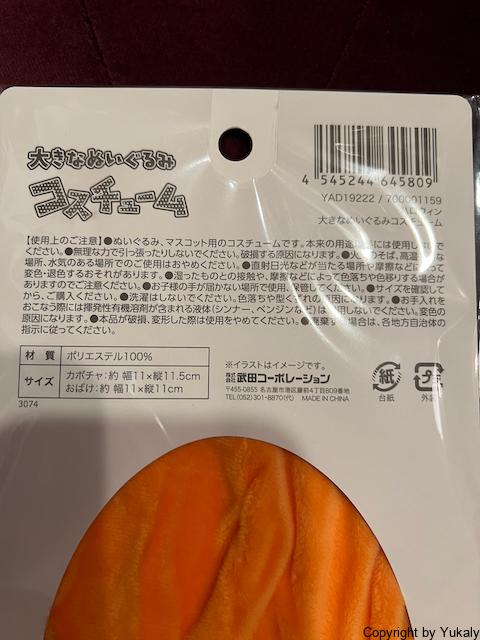 大きなぬいぐるみ
コスチューム
4 545244 645809
YAD19222 / 700001159
ハロウィン
大きなぬいぐるみコスチューム
【使用上のご注意】●ぬいぐるみ、マスコット用のコスチュームです。本来の用途以外には使用しないでください。
●無理な力で引っ張ったりしないでください。破損する原因になります。●火のそば、高温になる
場所、水気のある場所でのご使用はおやめください。●直射日光などが当たる場所や摩擦などによって
変色・退色するおそれがあります。●湿ったものとの接触や、摩擦などによって色落ちや色移りする場合が
ありますのでご注意ください。●お子様の手が届かない場所で使用・保管してください。●サイズを確認して
から、ご購入ください。●洗濯はしないでください。色落ちや型くずれの原因になります。●お手入れを
おこなう際には揮発性有機溶剤が含まれる液体(シンナー、ベンジンなど)は使用しないでください。変色の
原因になります。●本品が破損、変形した際は使用をやめてください。●廃棄する場合は、各地方自治体の
指示に従ってください。
材 質 ポリエステル100%
サイズ カボチャ：約 幅11×縦11.5cm
おばけ：約 幅11×縦11cm
3074
※イラストはイメージです。
株式会社 武田コーポレーション
〒455-0855 名古屋市港区藤前4丁目809番地
TEL(052)301-8870(代) MADE IN CHINA
紙
台紙
プラ
外装
Copyright by Yukaly